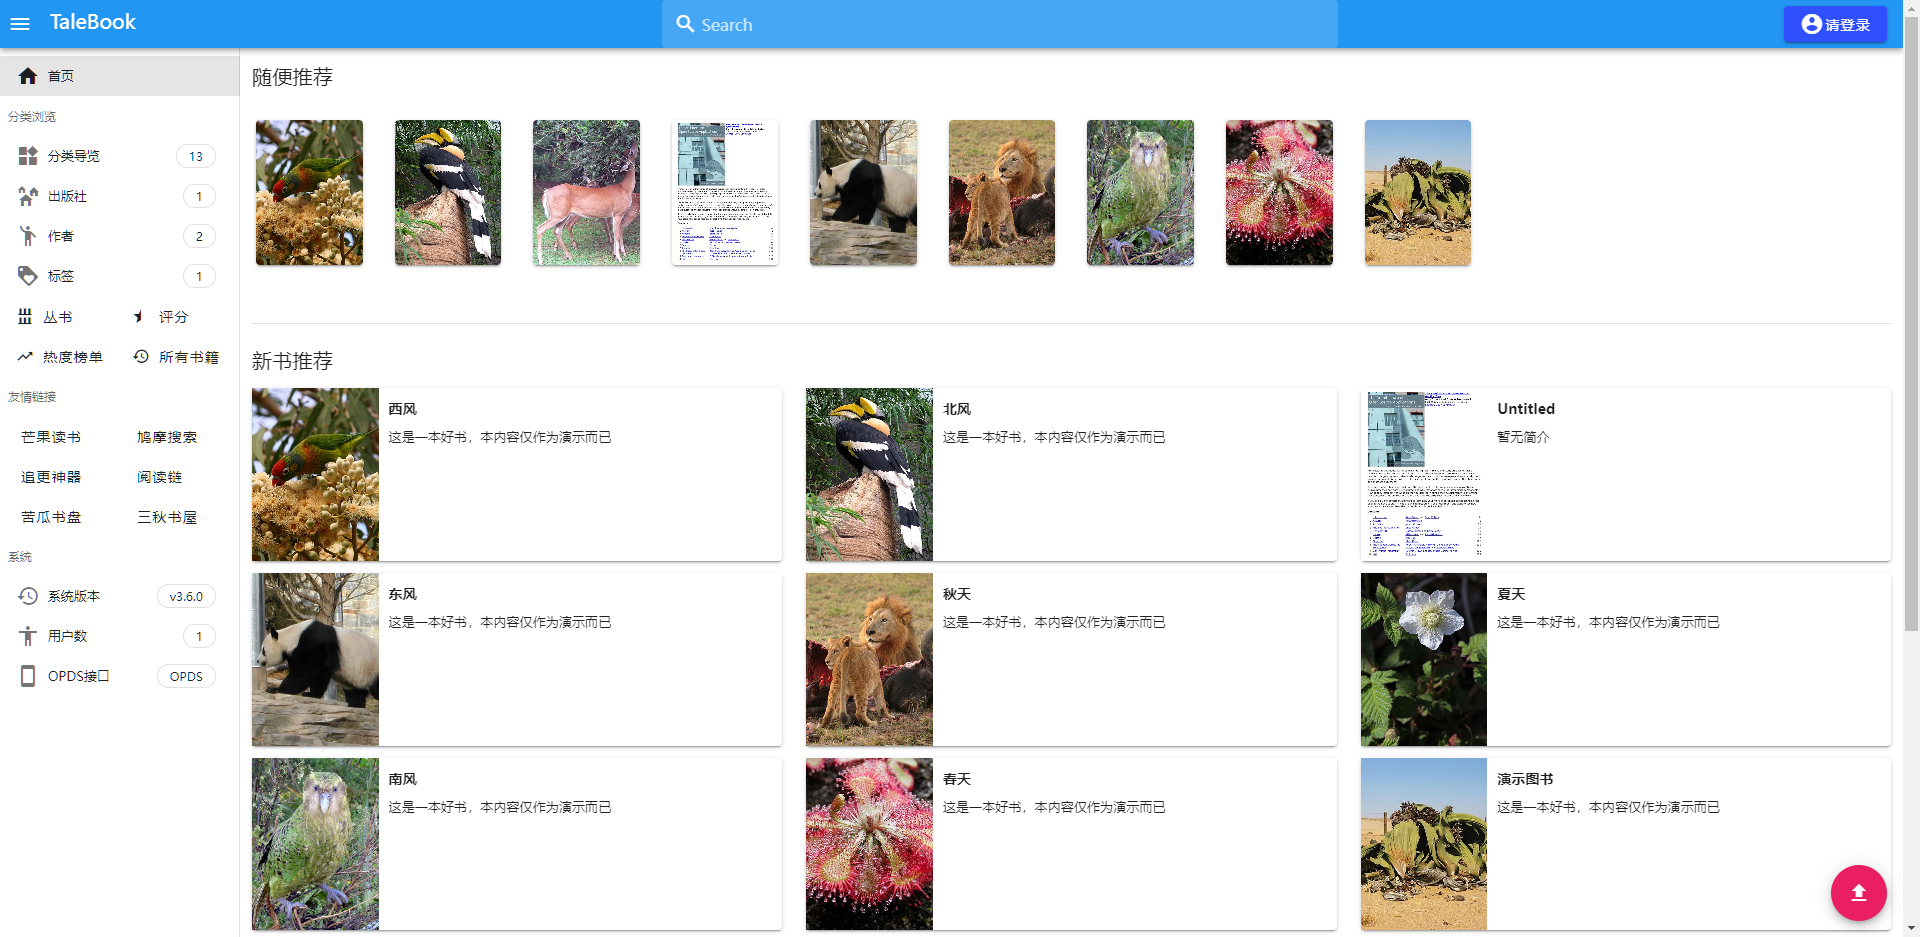 TaleBook
Search
请登录
首页
分类浏览
分类导览 13
出版社 1
作者 2
标签 1
丛书 评分
热度榜单 所有书籍
友情链接
芒果读书 鸠摩搜索
追更神器 阅读链
苦瓜书盘 三秋书屋
系统
系统版本 v3.6.0
用户数 1
OPDS接口 OPDS
随便推荐
新书推荐
西风
这是一本好书，本内容仅作为演示而已
北风
这是一本好书，本内容仅作为演示而已
Untitled
暂无简介
东风
这是一本好书，本内容仅作为演示而已
秋天
这是一本好书，本内容仅作为演示而已
夏天
这是一本好书，本内容仅作为演示而已
南风
这是一本好书，本内容仅作为演示而已
春天
这是一本好书，本内容仅作为演示而已
演示图书
这是一本好书，本内容仅作为演示而已